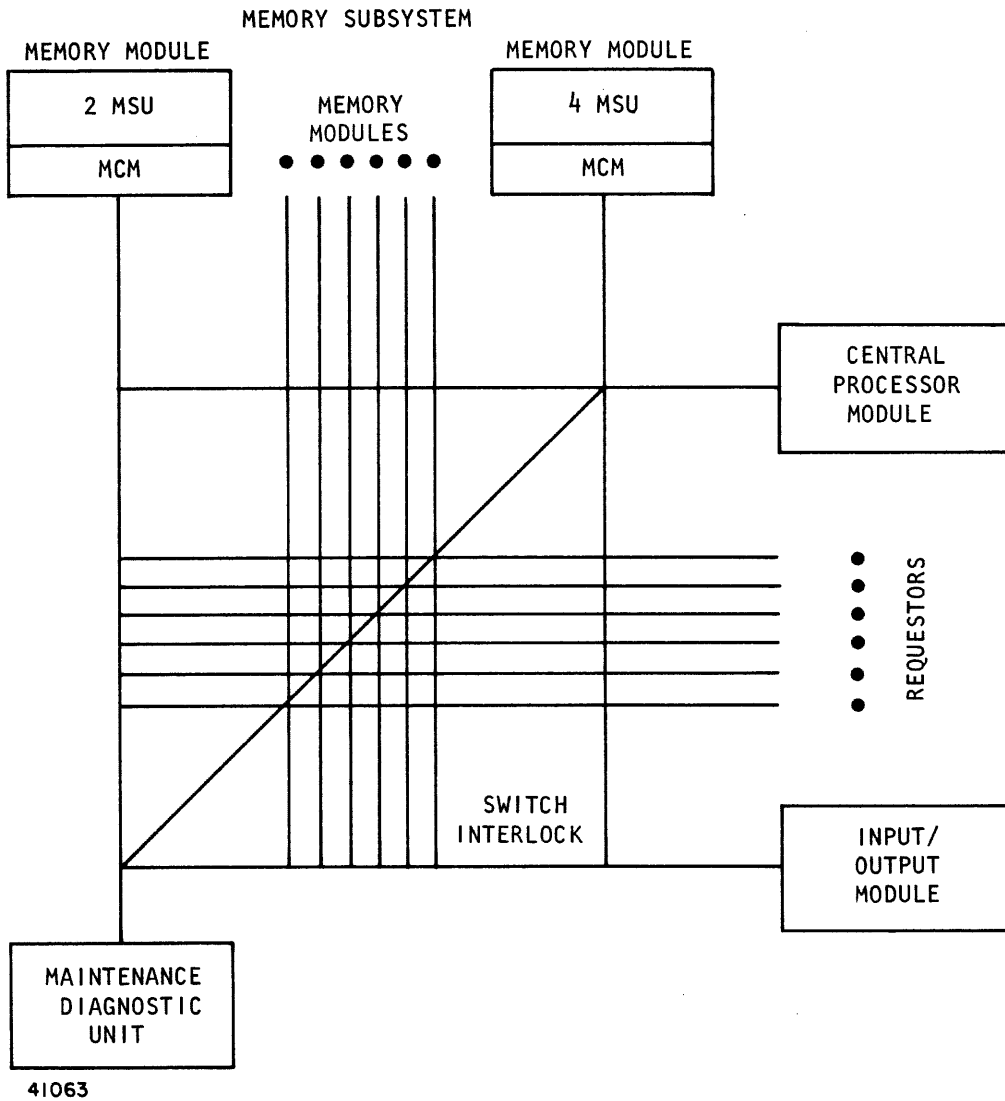 MEMORY SUBSYSTEM
MEMORY MODULE
2 MSU
MCM
MEMORY
MODULES
MEMORY MODULE
4 MSU
MCM
CENTRAL
PROCESSOR
MODULE
REQUESTORS
SWITCH
INTERLOCK
INPUT/
OUTPUT
MODULE
MAINTENANCE
DIAGNOSTIC
UNIT
41063